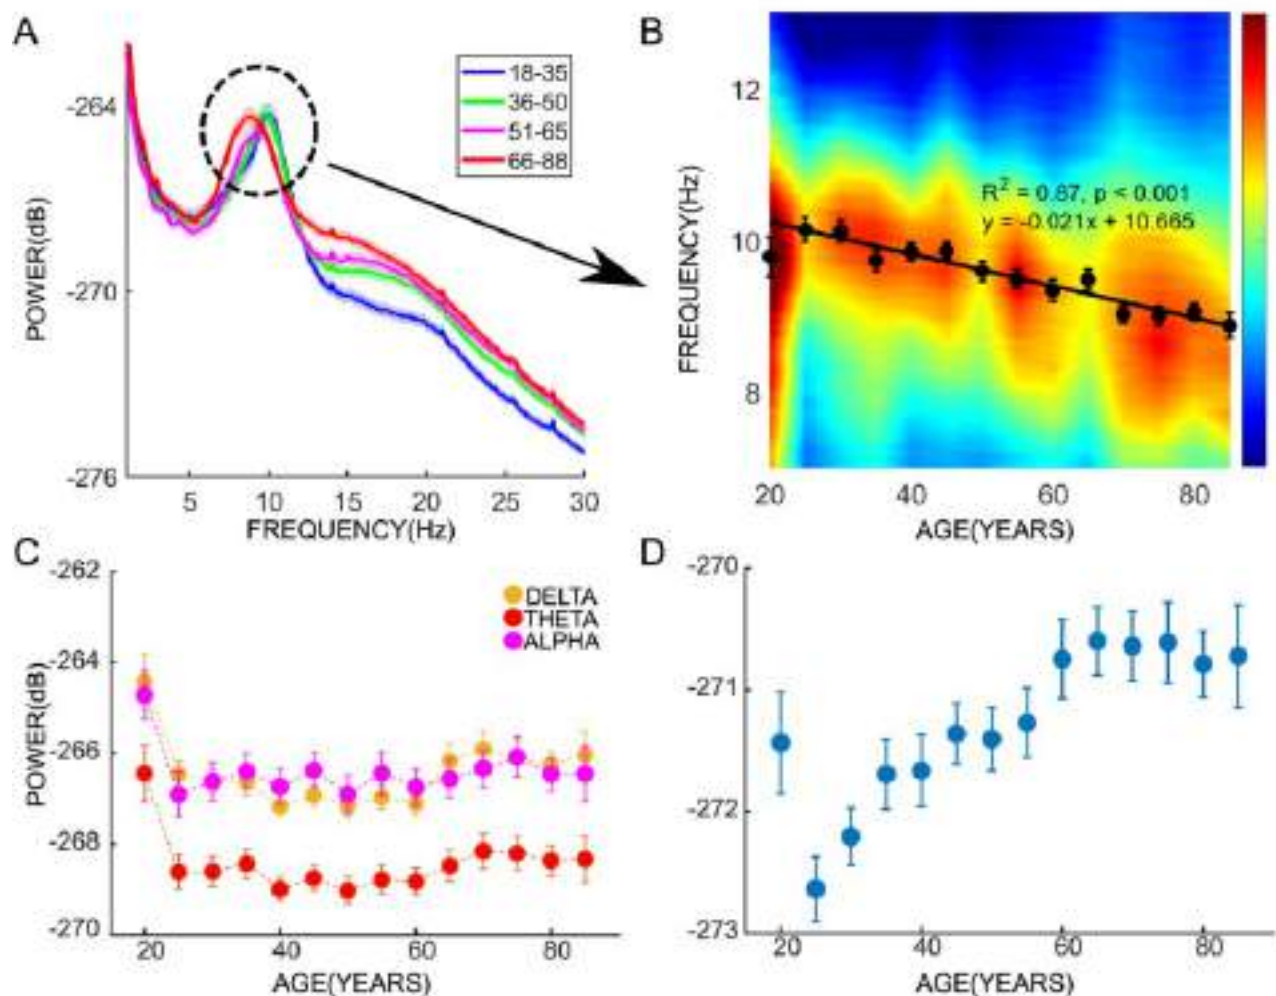 A
18-35
36-50
51-65
66-88
-264
-270
-276
POWER(dB)
5
10
15
20
25
30
FREQUENCY(Hz)
B
12
10
8
FREQUENCY(Hz)
R² = 0.87, p < 0.001
y = -0.021x + 10.665
20
40
60
80
AGE(YEARS)
C
-262
-264
-266
-268
-270
POWER(dB)
DELTA
THETA
ALPHA
20
40
60
80
AGE(YEARS)
D
-270
-271
-272
-273
20
40
60
80
AGE(YEARS)